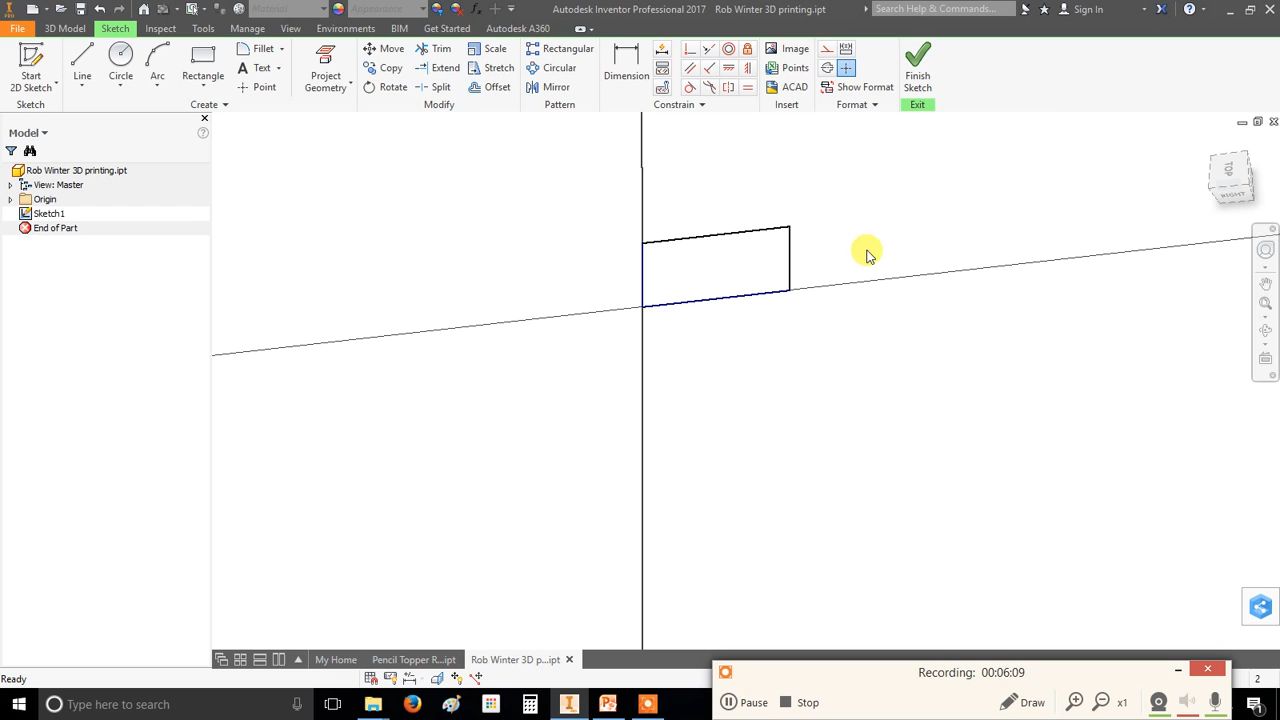 Material
Appearance
Autodesk Inventor Professional 2017 Rob Winter 3D printing.ipt
Search Help & Commands...
Sign In
PRO
File 3D Model Sketch Inspect Tools Manage View Environments BIM Get Started Autodesk A360
Start
2D Sketch
Line
Circle
Arc
Rectangle
Fillet
Text
Point
Project
Geometry
Move
Copy
Rotate
Trim
Extend
Split
Scale
Stretch
Offset
Rectangular
Circular
Mirror
Dimension
Image
Points
ACAD
Show Format
Finish
Sketch
Sketch Create Modify Pattern Constrain Insert Format Exit
Model
Rob Winter 3D printing.ipt
View: Master
Origin
Sketch1
End of Part
TOP
RIGHT
My Home Pencil Topper R...ipt Rob Winter 3D p...ipt
Ready
2
Recording: 00:06:09
Pause Stop Draw x1
Type here to search